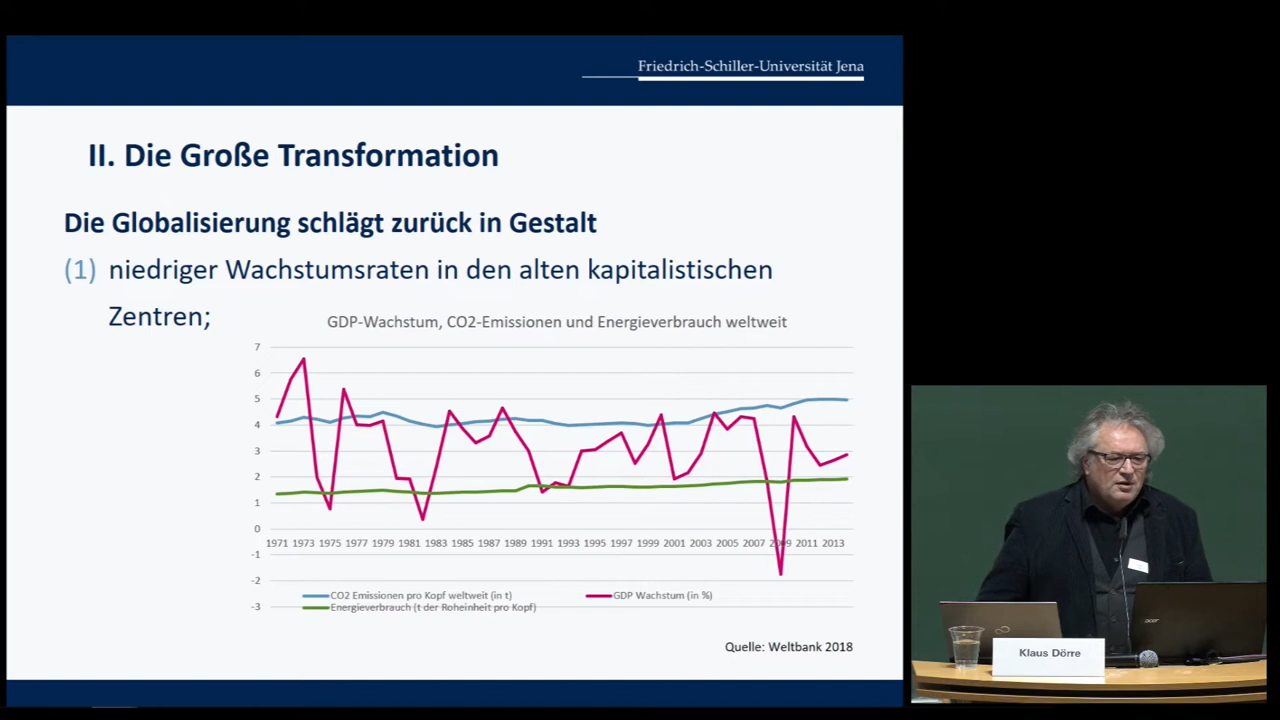 Friedrich-Schiller-Universität Jena
II. Die Große Transformation
Die Globalisierung schlägt zurück in Gestalt
(1) niedriger Wachstumsraten in den alten kapitalistischen
Zentren;
GDP-Wachstum, CO2-Emissionen und Energieverbrauch weltweit
7
6
5
4
3
2
1
0
1971 1973 1975 1977 1979 1981 1983 1985 1987 1989 1991 1993 1995 1997 1999 2001 2003 2005 2007 2009 2011 2013
-1
-2
-3
CO2 Emissionen pro Kopf weltweit (in t) GDP Wachstum (in %)
Energieverbrauch (t der Roheinheit pro Kopf)
Quelle: Weltbank 2018
acer
Klaus Dörre